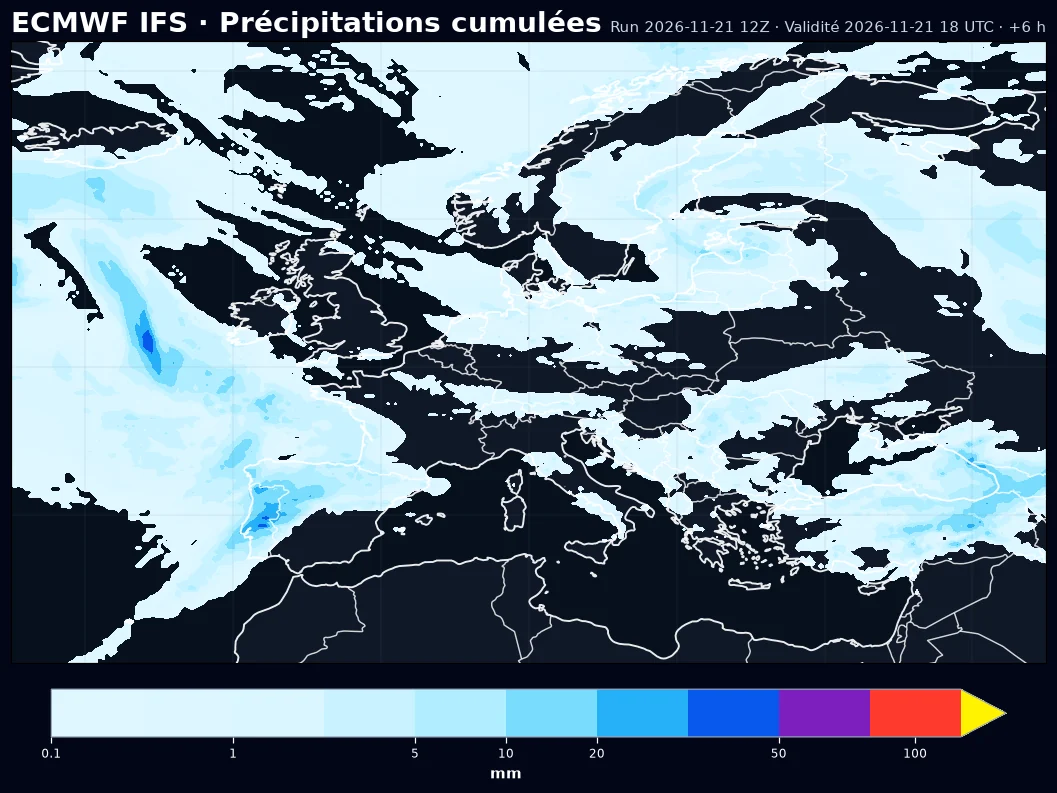 ECMWF IFS · Précipitations cumulées
Run 2026-11-21 12Z · Validité 2026-11-21 18 UTC · +6 h
0.1 1 5 10 20 50 100
mm